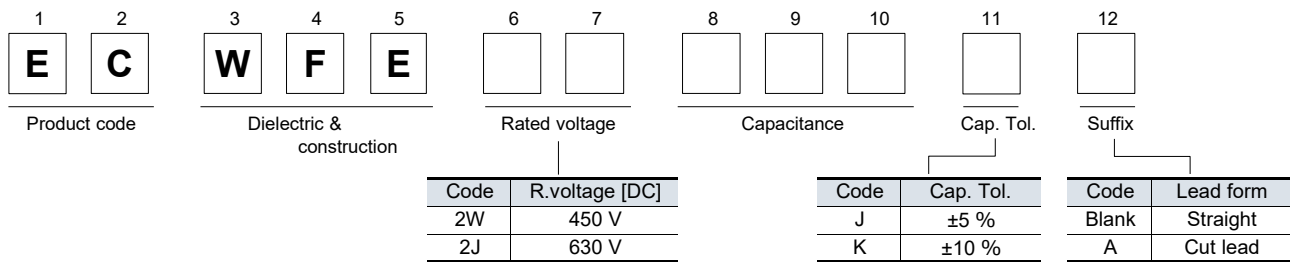 1 2 3 4 5 6 7 8 9 10 11 12
E C W F E
Product code Dielectric & Rated voltage Capacitance Cap. Tol. Suffix
construction
Code R.voltage [DC] Code Cap. Tol. Code Lead form
2W 450 V J ±5 % Blank Straight
2J 630 V K ±10 % A Cut lead